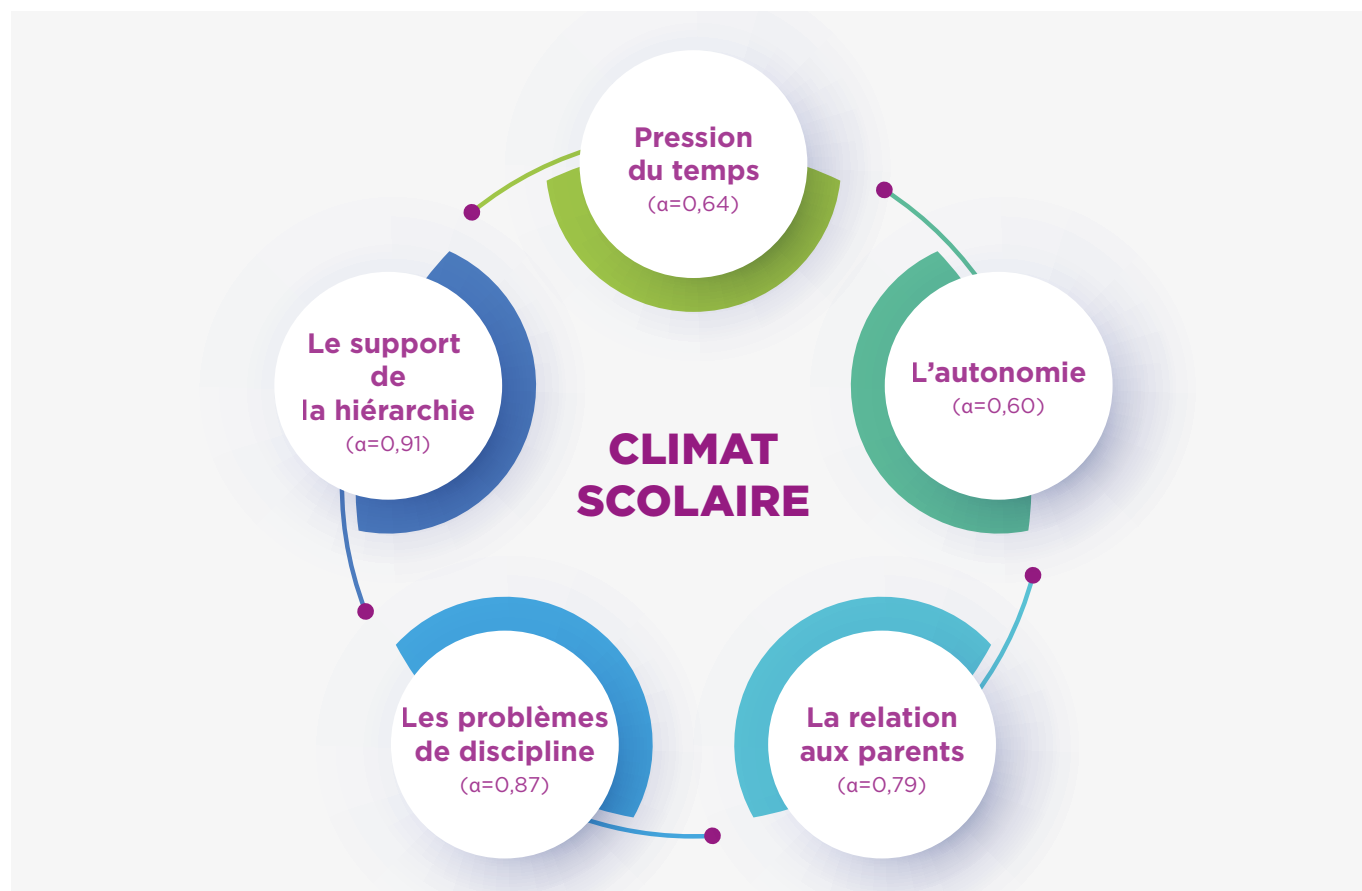 Pression
du temps
(α=0,64)
Le support
de
la hiérarchie
(α=0,91)
L’autonomie
(α=0,60)
CLIMAT
SCOLAIRE
Les problèmes
de discipline
(α=0,87)
La relation
aux parents
(α=0,79)